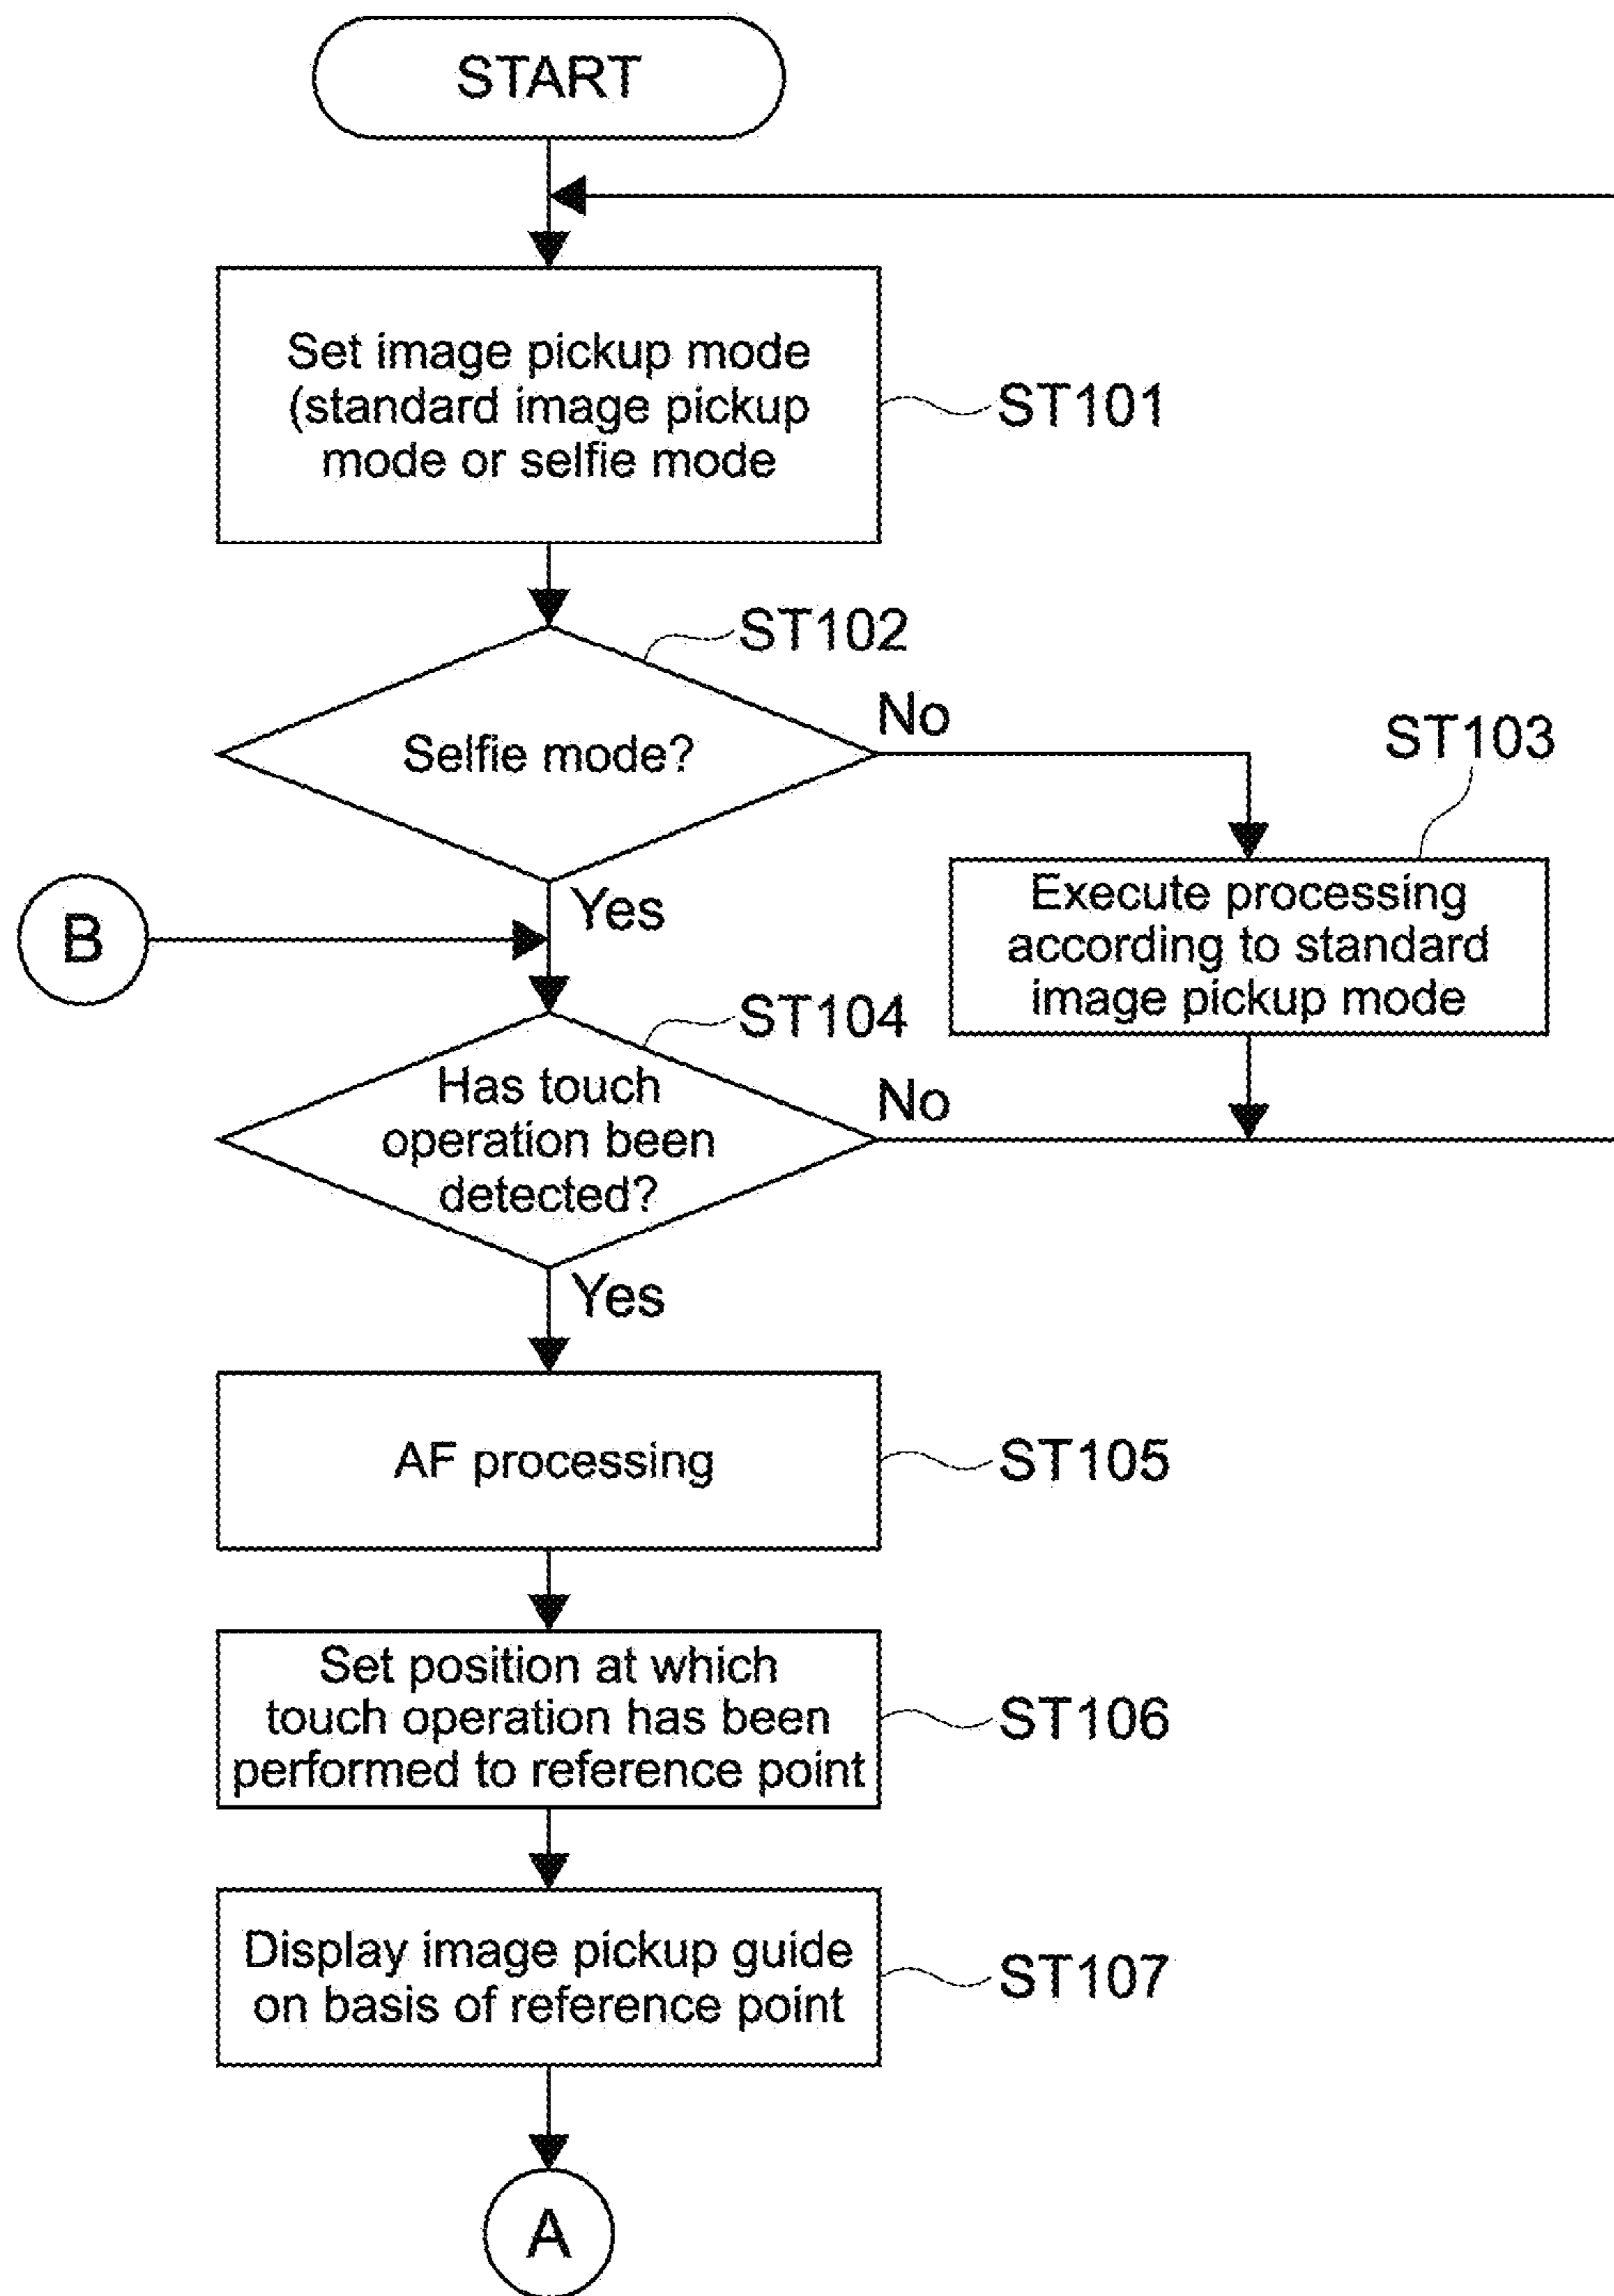 START
Set image pickup mode
(standard image pickup
mode or selfie mode
ST101
ST102
Selfie mode?
No
ST103
Execute processing
according to standard
image pickup mode
Yes
B
ST104
Has touch
operation been
detected?
No
Yes
AF processing
ST105
Set position at which
touch operation has been
performed to reference point
ST106
Display image pickup guide
on basis of reference point
ST107
A